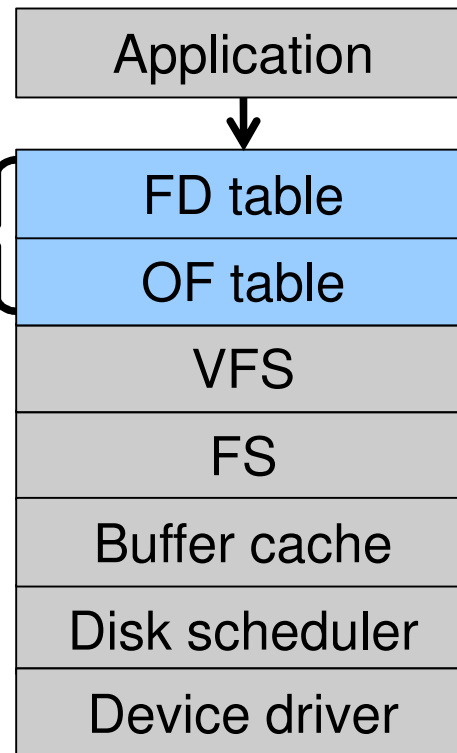 Application
FD table
OF table
VFS
FS
Buffer cache
Disk scheduler
Device driver